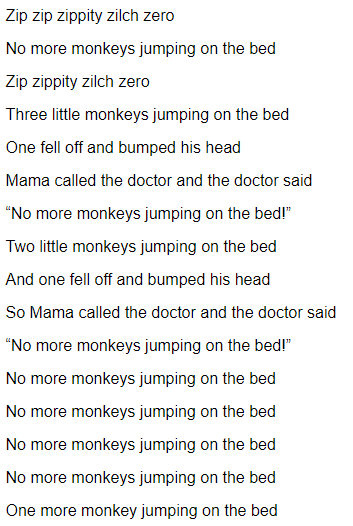 Zip zip zippity zilch zero
No more monkeys jumping on the bed
Zip zippity zilch zero
Three little monkeys jumping on the bed
One fell off and bumped his head
Mama called the doctor and the doctor said
“No more monkeys jumping on the bed!”
Two little monkeys jumping on the bed
And one fell off and bumped his head
So Mama called the doctor and the doctor said
“No more monkeys jumping on the bed!”
No more monkeys jumping on the bed
No more monkeys jumping on the bed
No more monkeys jumping on the bed
No more monkeys jumping on the bed
One more monkey jumping on the bed